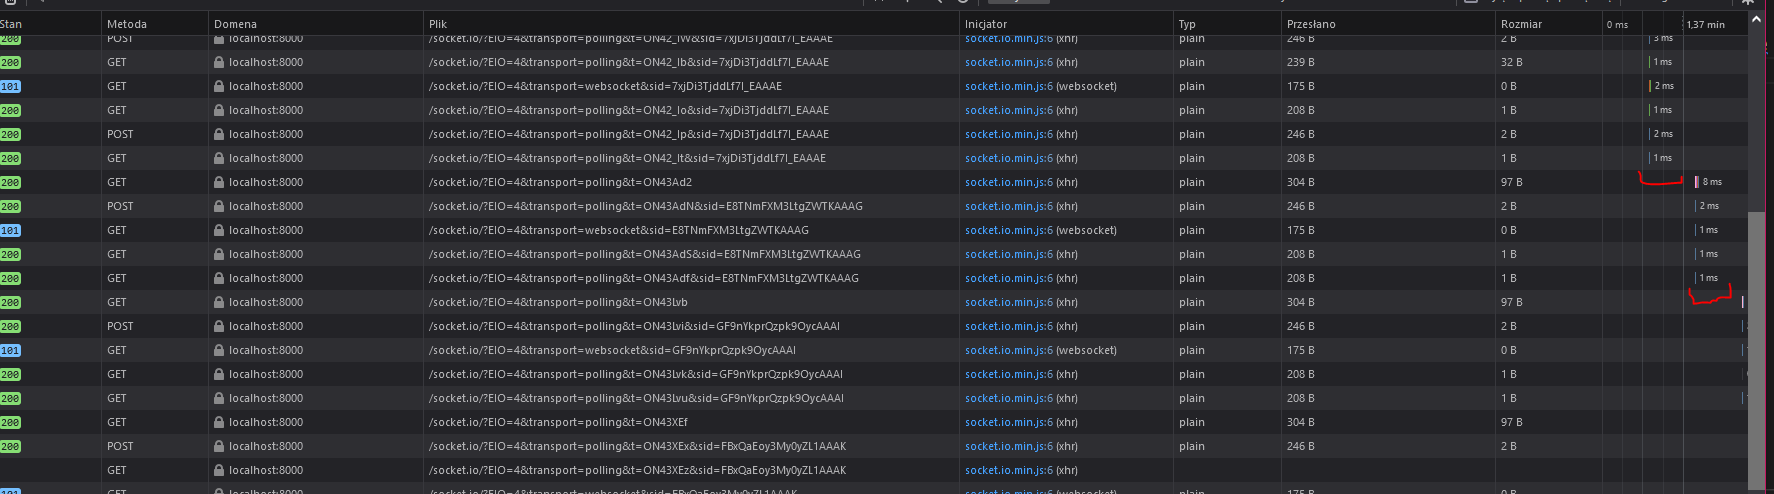 Stan Metoda Domena Plik Inicjator Typ Przesłano Rozmiar 0 ms 1,37 min
200 POST localhost:8000 /socket.io/?EIO=4&transport=polling&t=ON42_IW&sid=7xjDi3TjddLf7I_EAAAE socket.io.min.js:6 (xhr) plain 246 B 2 B 3 ms
200 GET localhost:8000 /socket.io/?EIO=4&transport=polling&t=ON42_Ib&sid=7xjDi3TjddLf7I_EAAAE socket.io.min.js:6 (xhr) plain 239 B 32 B 1 ms
101 GET localhost:8000 /socket.io/?EIO=4&transport=websocket&sid=7xjDi3TjddLf7I_EAAAE socket.io.min.js:6 (websocket) plain 175 B 0 B 2 ms
200 GET localhost:8000 /socket.io/?EIO=4&transport=polling&t=ON42_Io&sid=7xjDi3TjddLf7I_EAAAE socket.io.min.js:6 (xhr) plain 208 B 1 B 1 ms
200 POST localhost:8000 /socket.io/?EIO=4&transport=polling&t=ON42_Ip&sid=7xjDi3TjddLf7I_EAAAE socket.io.min.js:6 (xhr) plain 246 B 2 B 2 ms
200 GET localhost:8000 /socket.io/?EIO=4&transport=polling&t=ON42_It&sid=7xjDi3TjddLf7I_EAAAE socket.io.min.js:6 (xhr) plain 208 B 1 B 1 ms
200 GET localhost:8000 /socket.io/?EIO=4&transport=polling&t=ON43Ad2 socket.io.min.js:6 (xhr) plain 304 B 97 B 8 ms
200 POST localhost:8000 /socket.io/?EIO=4&transport=polling&t=ON43AdN&sid=E8TNmFXM3LtgZWTKAAAG socket.io.min.js:6 (xhr) plain 246 B 2 B 2 ms
101 GET localhost:8000 /socket.io/?EIO=4&transport=websocket&sid=E8TNmFXM3LtgZWTKAAAG socket.io.min.js:6 (websocket) plain 175 B 0 B 1 ms
200 GET localhost:8000 /socket.io/?EIO=4&transport=polling&t=ON43AdS&sid=E8TNmFXM3LtgZWTKAAAG socket.io.min.js:6 (xhr) plain 208 B 1 B 1 ms
200 GET localhost:8000 /socket.io/?EIO=4&transport=polling&t=ON43Adf&sid=E8TNmFXM3LtgZWTKAAAG socket.io.min.js:6 (xhr) plain 208 B 1 B 1 ms
200 GET localhost:8000 /socket.io/?EIO=4&transport=polling&t=ON43Lvb socket.io.min.js:6 (xhr) plain 304 B 97 B
200 POST localhost:8000 /socket.io/?EIO=4&transport=polling&t=ON43Lvi&sid=GF9nYkprQzpk9OycAAAI socket.io.min.js:6 (xhr) plain 246 B 2 B
101 GET localhost:8000 /socket.io/?EIO=4&transport=websocket&sid=GF9nYkprQzpk9OycAAAI socket.io.min.js:6 (websocket) plain 175 B 0 B
200 GET localhost:8000 /socket.io/?EIO=4&transport=polling&t=ON43Lvk&sid=GF9nYkprQzpk9OycAAAI socket.io.min.js:6 (xhr) plain 208 B 1 B
200 GET localhost:8000 /socket.io/?EIO=4&transport=polling&t=ON43Lvu&sid=GF9nYkprQzpk9OycAAAI socket.io.min.js:6 (xhr) plain 208 B 1 B
200 GET localhost:8000 /socket.io/?EIO=4&transport=polling&t=ON43XEf socket.io.min.js:6 (xhr) plain 304 B 97 B
200 POST localhost:8000 /socket.io/?EIO=4&transport=polling&t=ON43XEx&sid=FBxQaEoy3My0yZL1AAAK socket.io.min.js:6 (xhr) plain 246 B 2 B
GET localhost:8000 /socket.io/?EIO=4&transport=polling&t=ON43XEz&sid=FBxQaEoy3My0yZL1AAAK socket.io.min.js:6 (xhr)
101 GET localhost:8000 /socket.io/?EIO=4&transport=websocket&sid=FBxQaEoy3My0yZL1AAAK socket.io.min.js:6 (websocket) plain 175 B 0 B